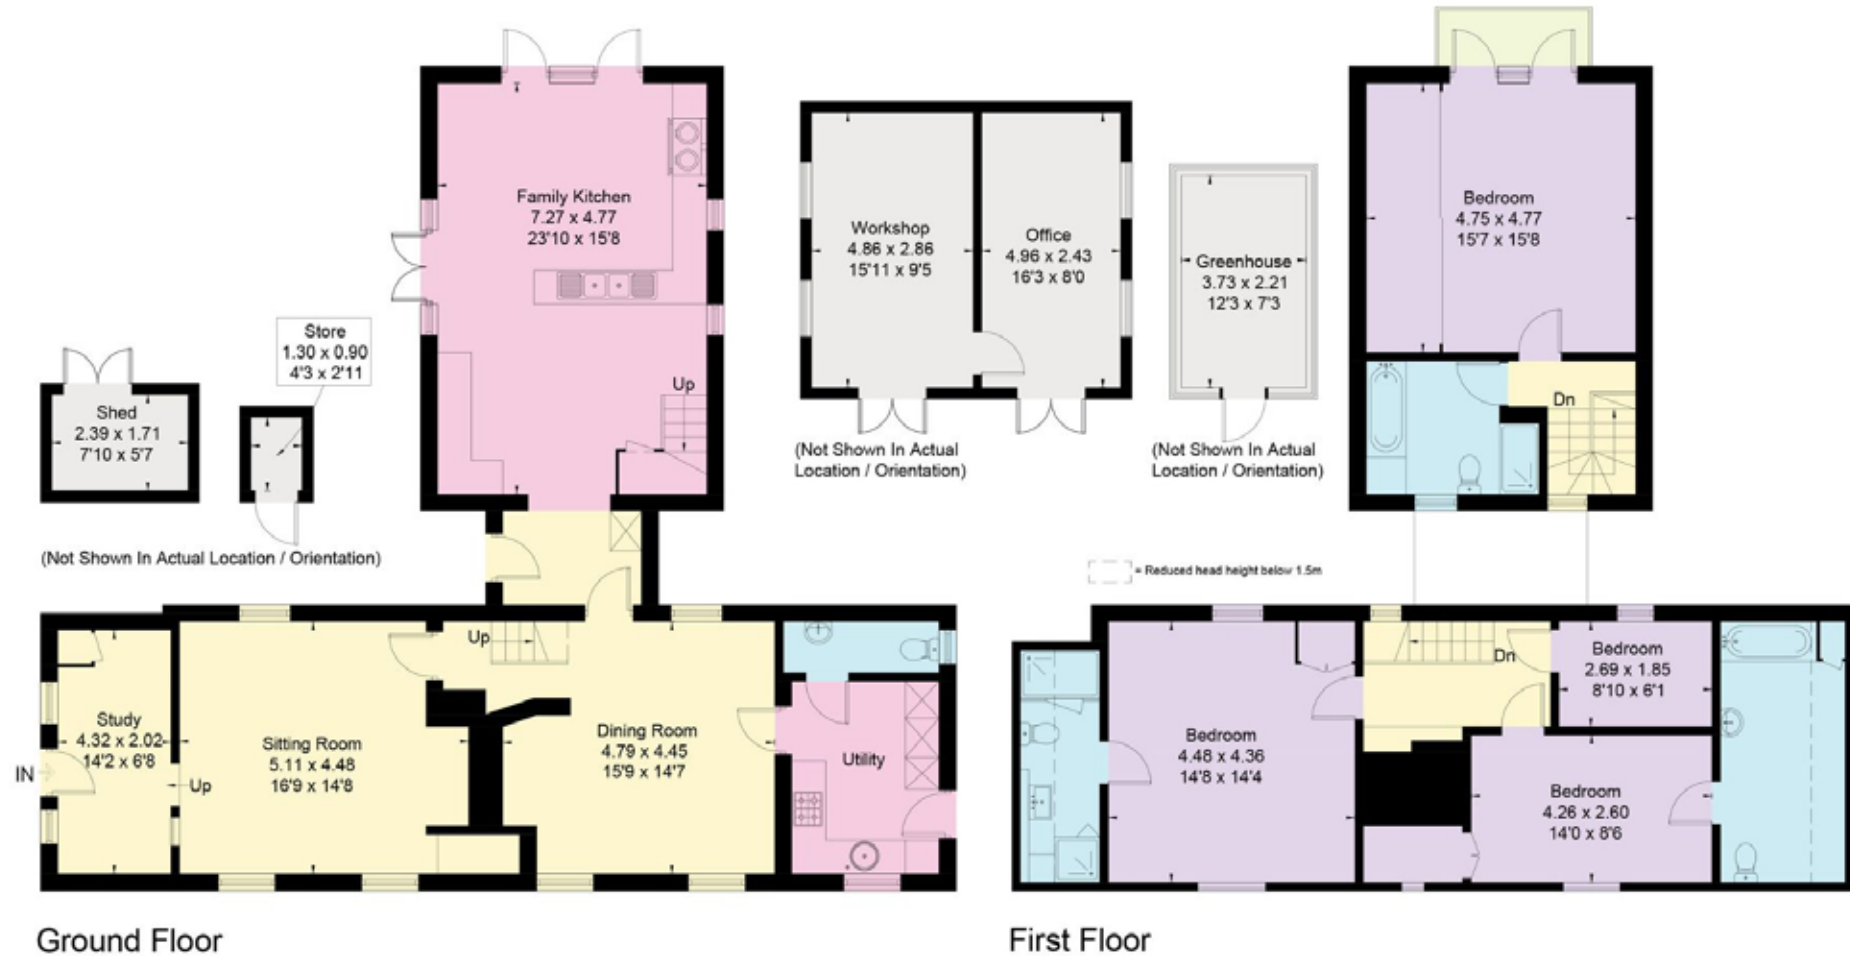 Family Kitchen
7.27 x 4.77
23'10 x 15'8
Up
Workshop
4.86 x 2.86
15'11 x 9'5
Office
4.96 x 2.43
16'3 x 8'0
(Not Shown In Actual
Location / Orientation)
Greenhouse
3.73 x 2.21
12'3 x 7'3
(Not Shown In Actual
Location / Orientation)
Bedroom
4.75 x 4.77
15'7 x 15'8
Dn
Store
1.30 x 0.90
4'3 x 2'11
Shed
2.39 x 1.71
7'10 x 5'7
(Not Shown In Actual Location / Orientation)
= Reduced head height below 1.5m
IN
Study
4.32 x 2.02
14'2 x 6'8
Up
Sitting Room
5.11 x 4.48
16'9 x 14'8
Up
Dining Room
4.79 x 4.45
15'9 x 14'7
Utility
Bedroom
4.48 x 4.36
14'8 x 14'4
Dn
Bedroom
2.69 x 1.85
8'10 x 6'1
Bedroom
4.26 x 2.60
14'0 x 8'6
Ground Floor
First Floor